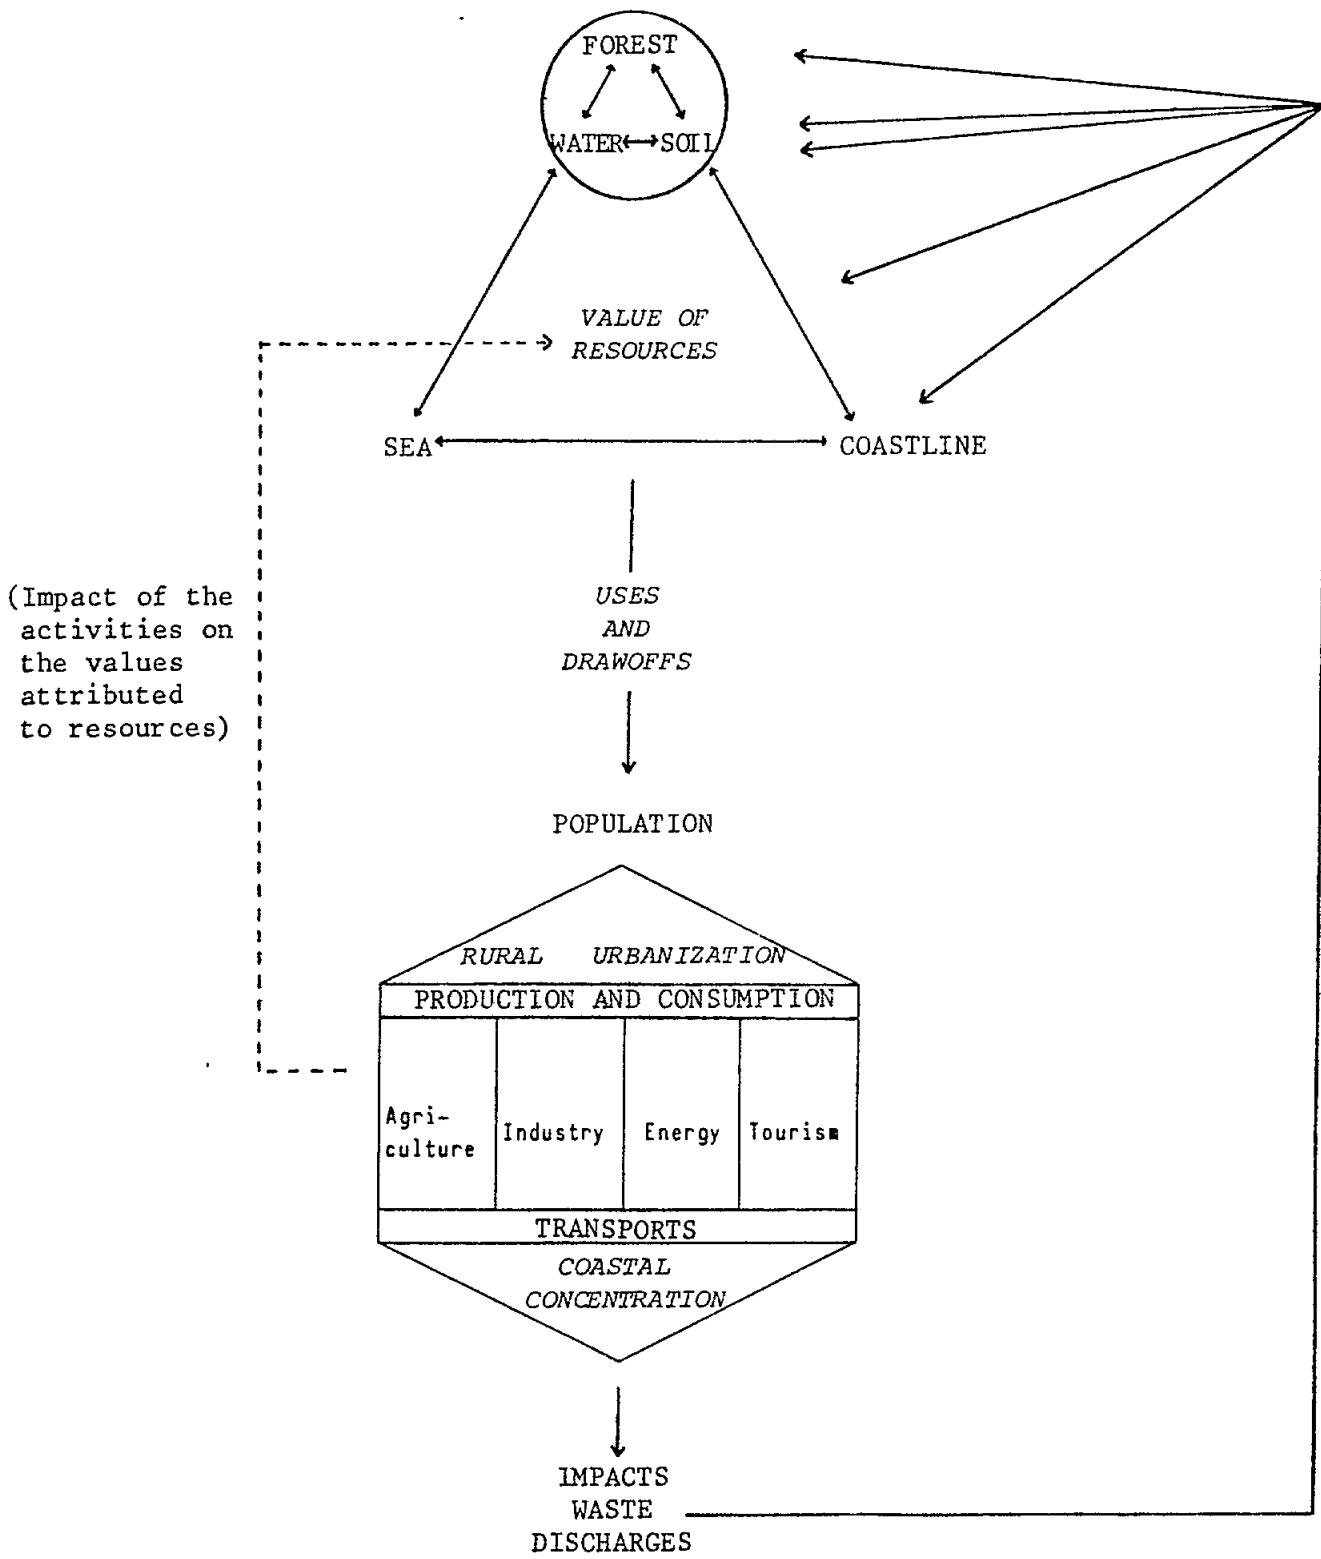 FOREST
WATER SOIL
VALUE OF
RESOURCES
SEA COASTLINE
(Impact of the
activities on
the values
attributed
to resources)
USES
AND
DRAWOFFS
POPULATION
RURAL URBANIZATION
PRODUCTION AND CONSUMPTION
Agri-
culture
Industry
Energy
Tourism
TRANSPORTS
COASTAL
CONCENTRATION
IMPACTS
WASTE
DISCHARGES